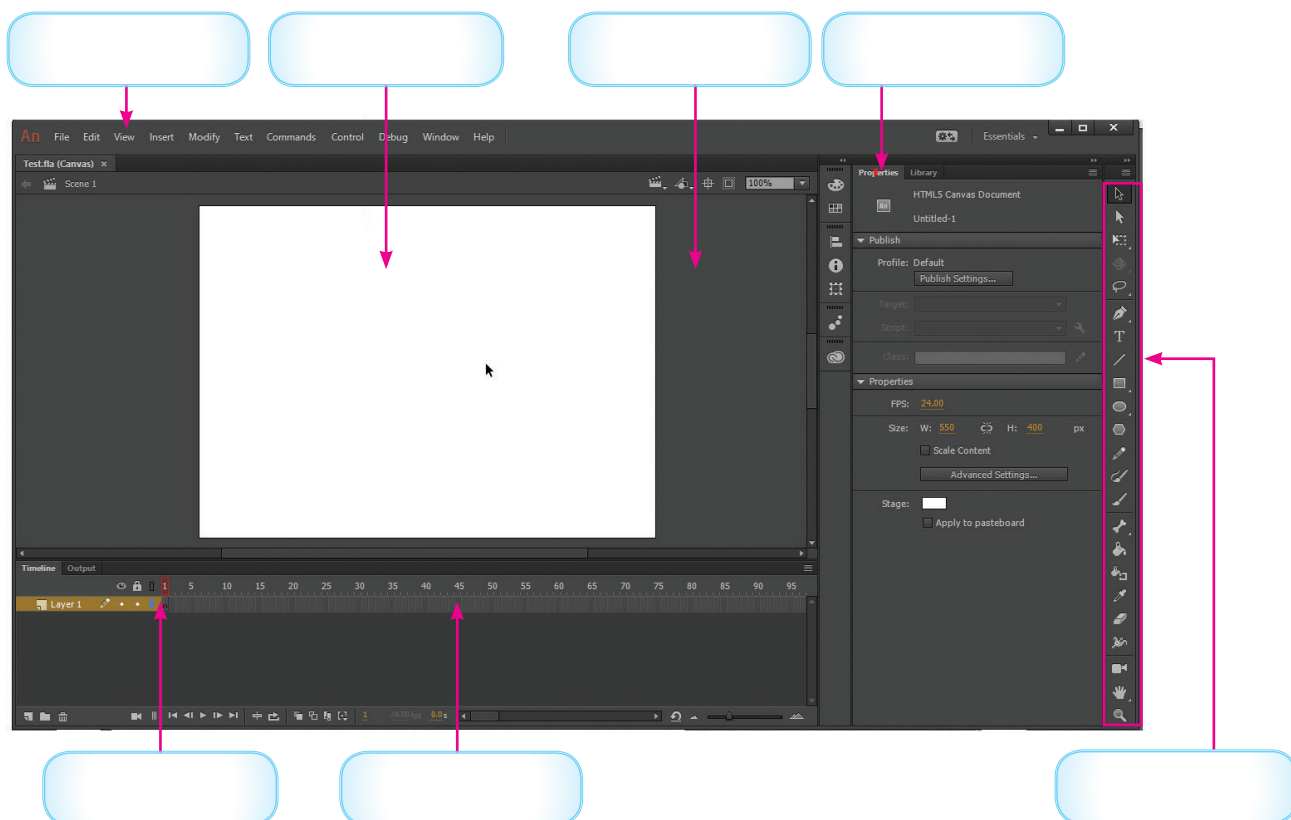 An File Edit View Insert Modify Text Commands Control Debug Window Help Essentials
Test.fla (Canvas) ×
Scene 1 100%
Properties Library
An HTML5 Canvas Document
Untitled-1
Publish
Profile: Default
Publish Settings...
Target:
Script:
Class:
Properties
FPS: 24.00
Size: W: 550 H: 400 px
Scale Content
Advanced Settings...
Stage:
Apply to pasteboard
T
Timeline Output
1 5 10 15 20 25 30 35 40 45 50 55 60 65 70 75 80 85 90 95
Layer 1
1 24.00 fps 0.0 s